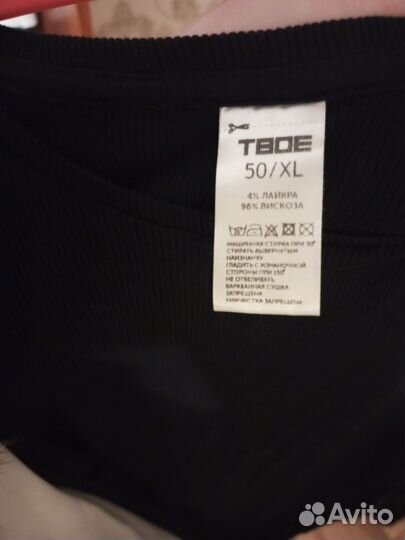 ТВОЕ
50/XL
4% ЛАЙКРА
96% ВИСКОЗА
МАШИННАЯ СТИРКА ПРИ 30°
СТИРАТЬ ВЫВЕРНУТЫМ
НАИЗНАНКУ
ГЛАДИТЬ С ИЗНАНОЧНОЙ
СТОРОНЫ ПРИ 150°
НЕ ОТБЕЛИВАТЬ
БАРАБАННАЯ СУШКА
ЗАПРЕЩЕНА
ХИМЧИСТКА ЗАПРЕЩЕНА
Avito